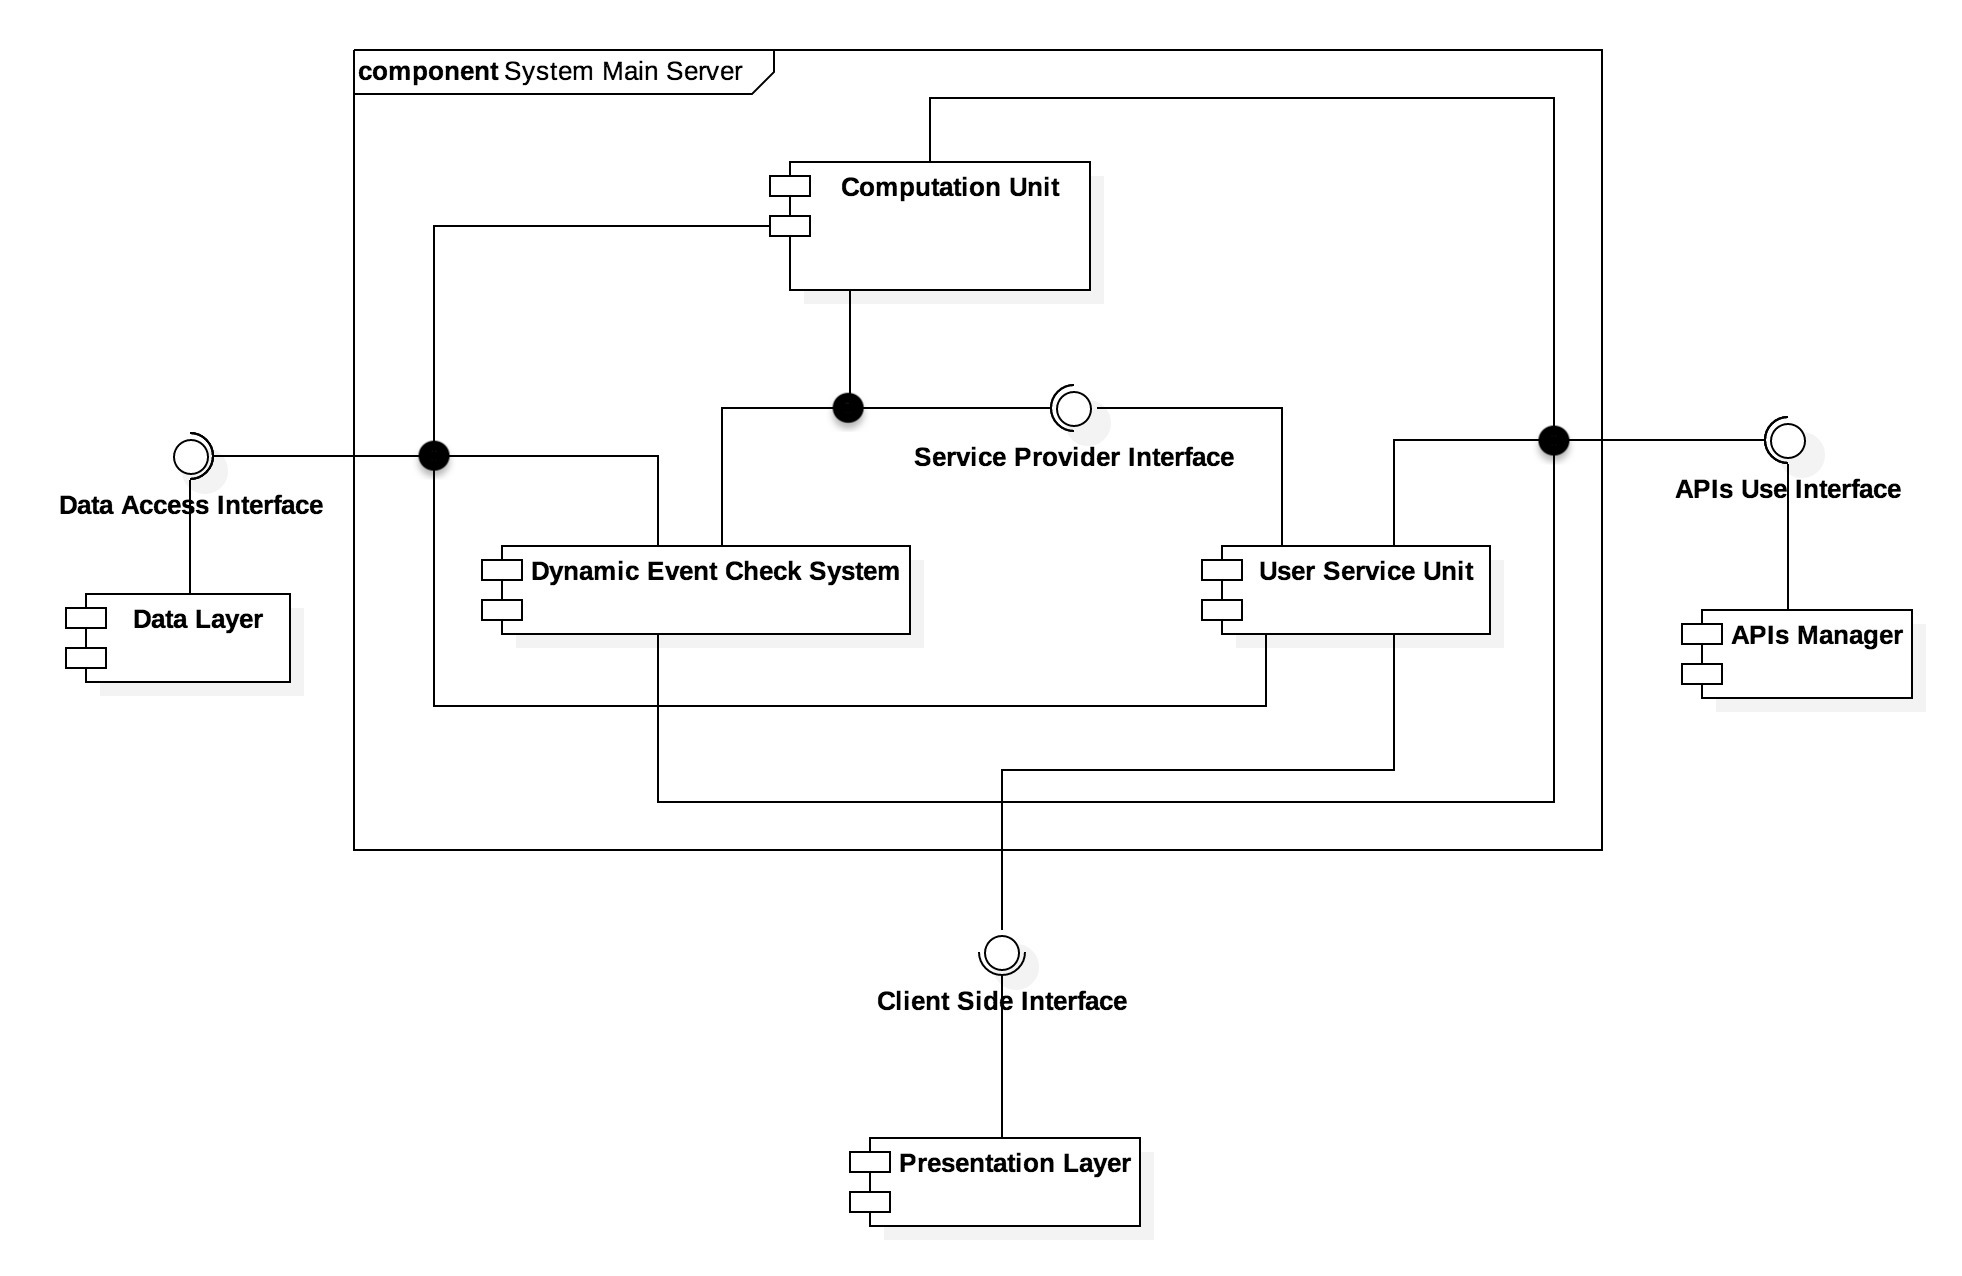 component System Main Server
Computation Unit
Service Provider Interface
Data Access Interface
APIs Use Interface
Dynamic Event Check System
User Service Unit
Data Layer
APIs Manager
Client Side Interface
Presentation Layer